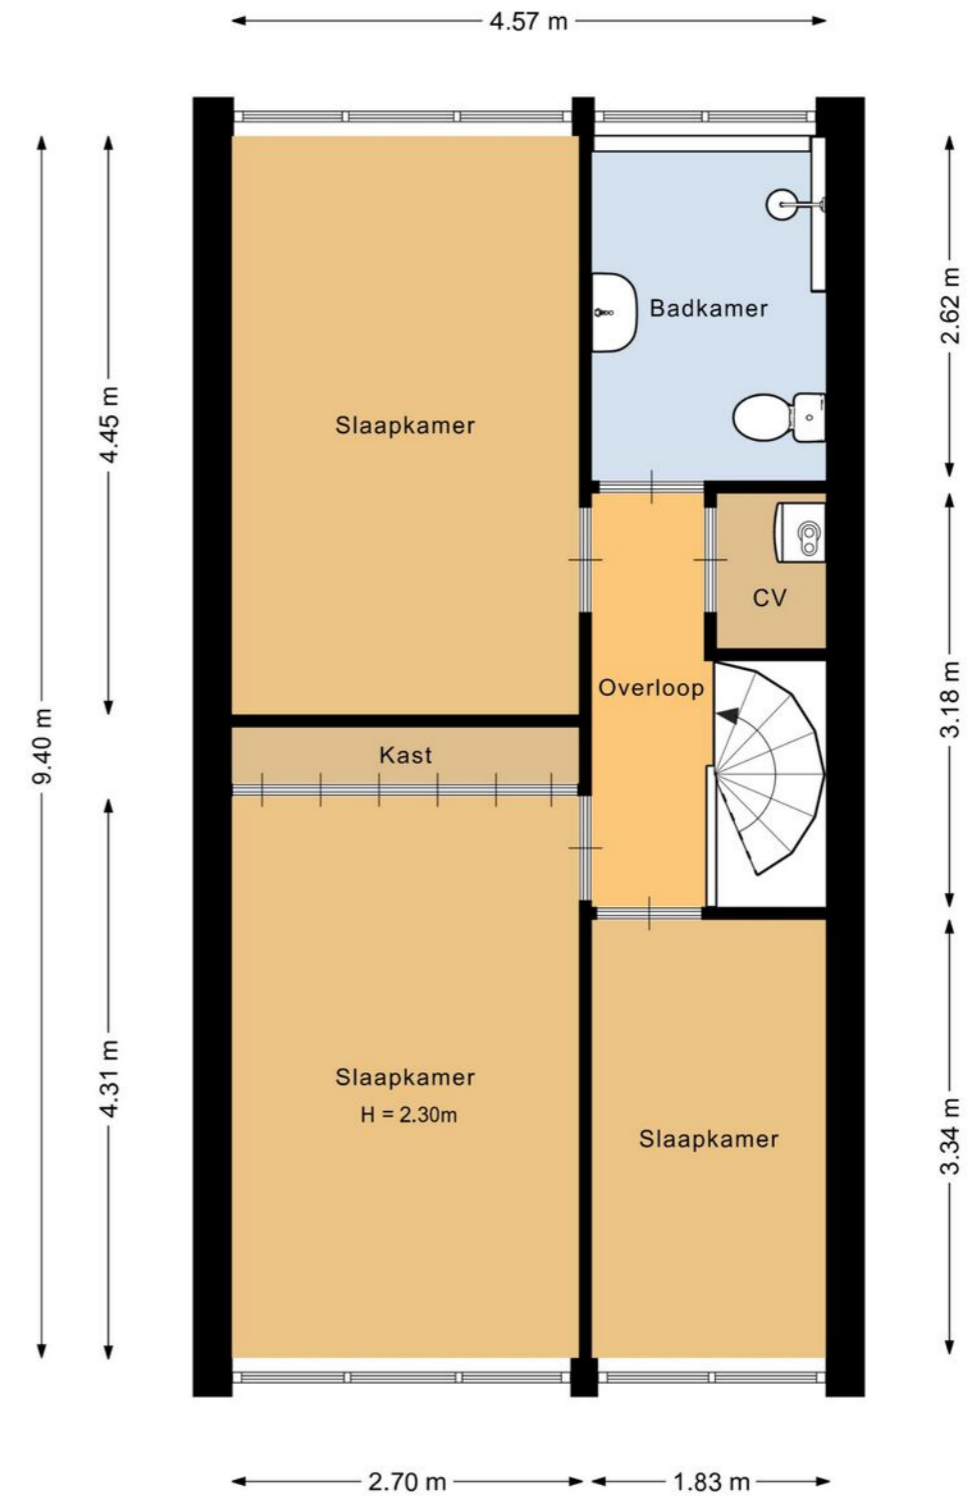 4.57 m
Badkamer
2.62 m
4.45 m
Slaapkamer
CV
Overloop
3.18 m
9.40 m
Kast
Slaapkamer
H = 2.30m
4.31 m
Slaapkamer
3.34 m
2.70 m
1.83 m